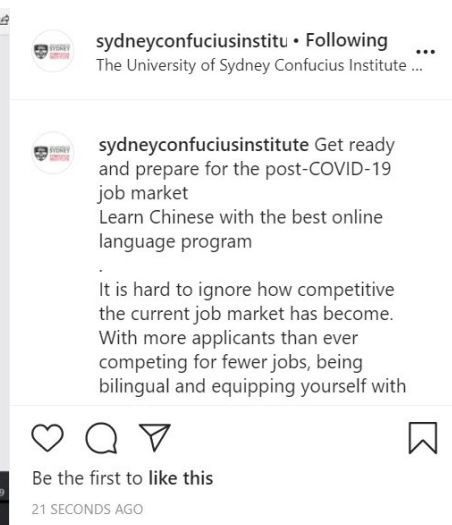 sydneyconfuciusinstitu • Following
The University of Sydney Confucius Institute ...
sydneyconfuciusinstitute Get ready
and prepare for the post-COVID-19
job market
Learn Chinese with the best online
language program
.
It is hard to ignore how competitive
the current job market has become.
With more applicants than ever
competing for fewer jobs, being
bilingual and equipping yourself with
Be the first to like this
21 SECONDS AGO